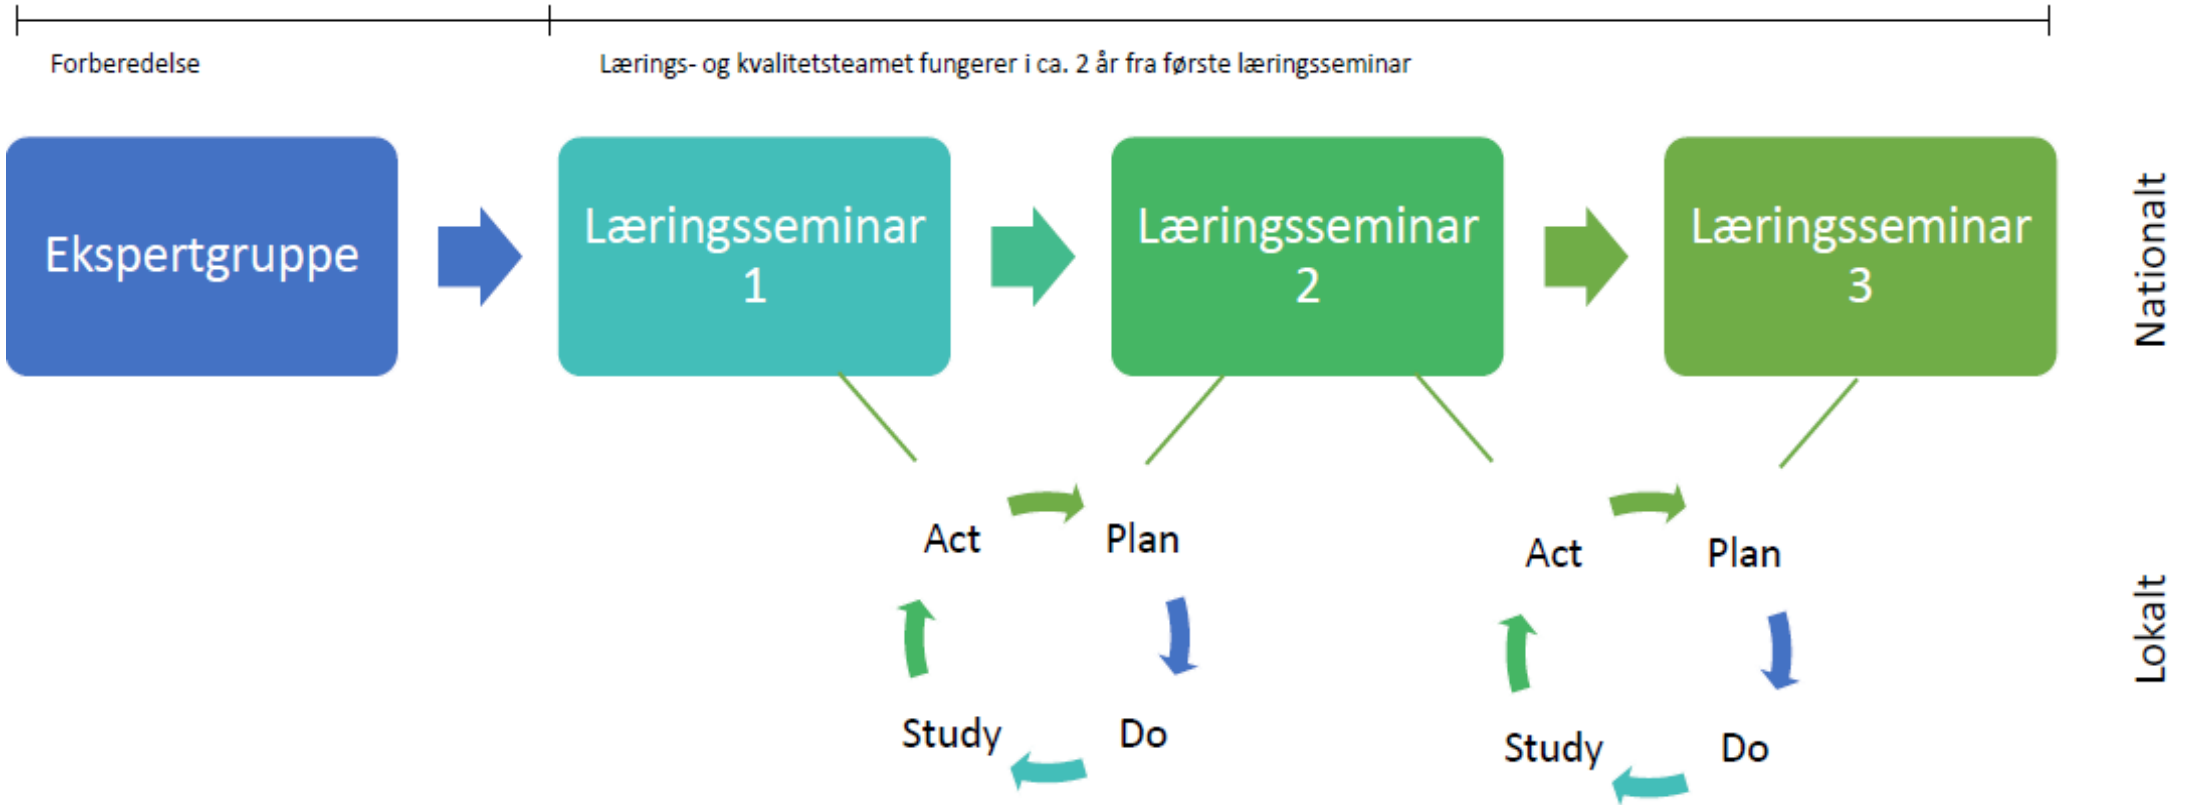 Forberedelse
Lærings- og kvalitetsteamet fungerer i ca. 2 år fra første læringsseminar
Ekspertgruppe
Læringsseminar
1
Læringsseminar
2
Læringsseminar
3
Nationalt
Act
Plan
Study
Do
Act
Plan
Study
Do
Lokalt